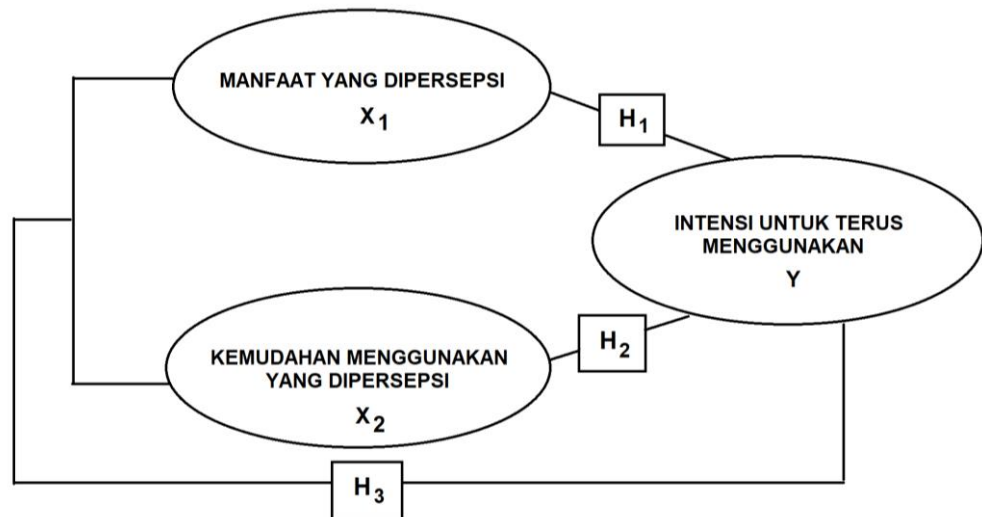 MANFAAT YANG DIPERSEPSI
X1
H1
INTENSI UNTUK TERUS
MENGGUNAKAN
Y
H2
KEMUDAHAN MENGGUNAKAN
YANG DIPERSEPSI
X2
H3